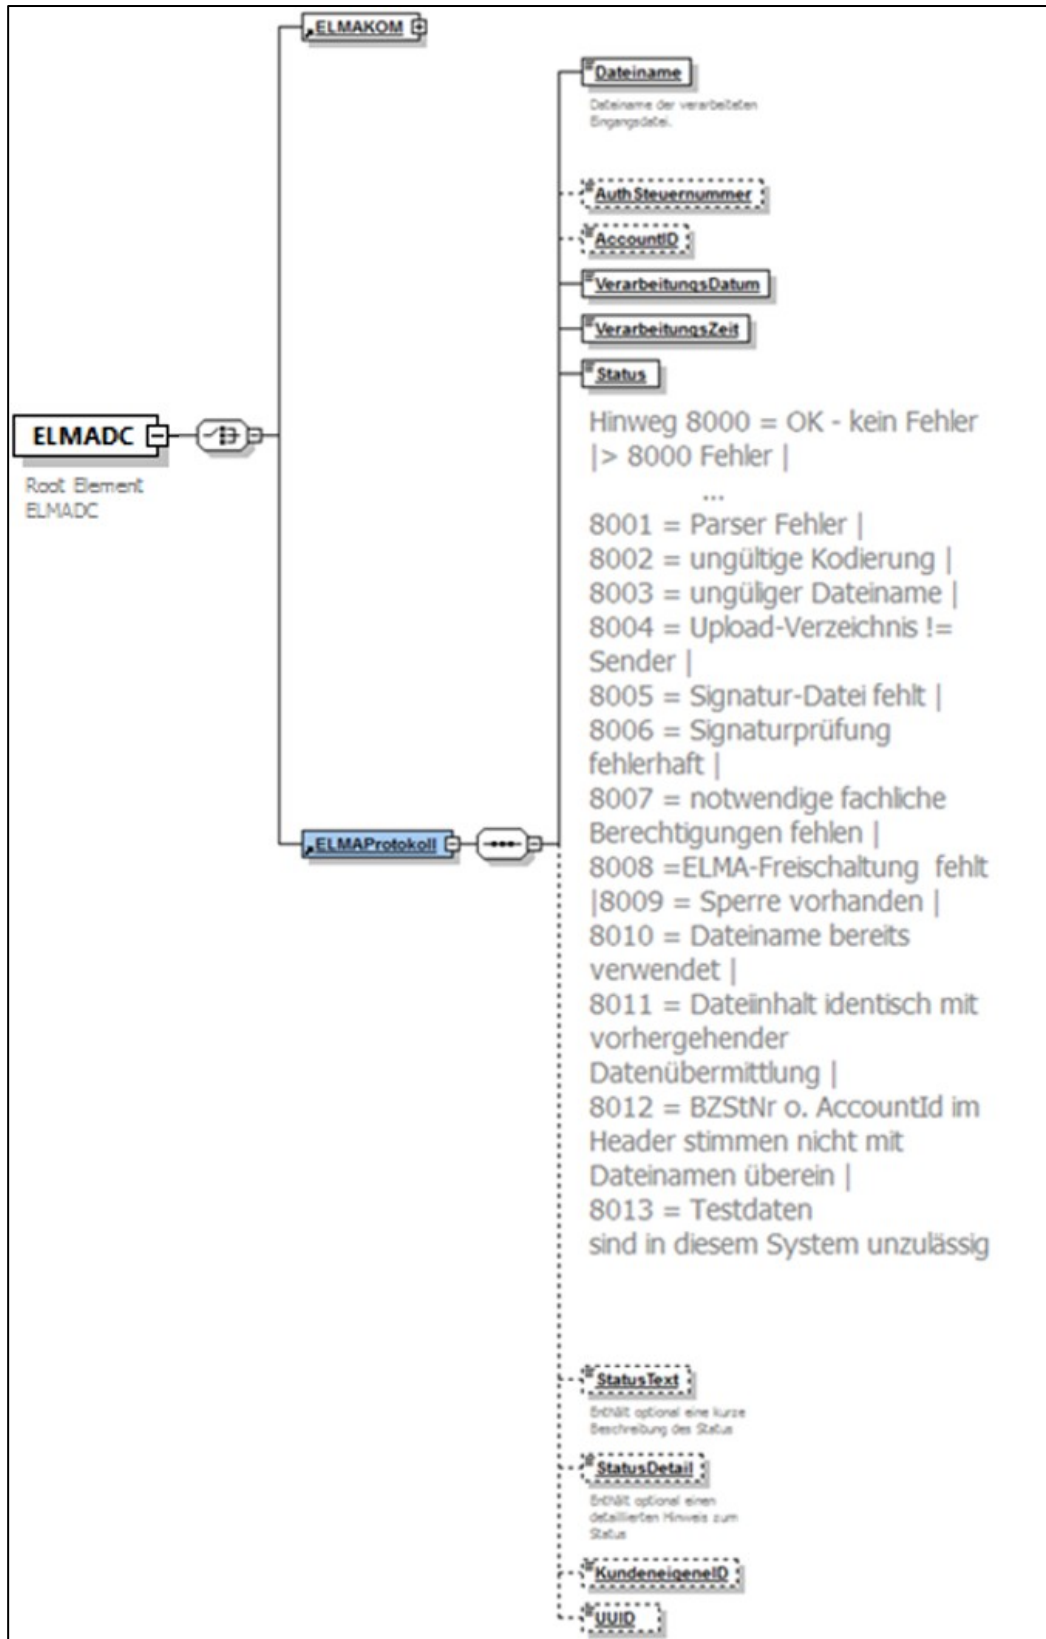 ELMAKOM
Dateiname
Dateiname der verarbeiteten
Eingangsdatei.
AuthSteuernummer
AccountID
VerarbeitungsDatum
VerarbeitungsZeit
Status
ELMADC
Root Element
ELMADC
Hinweg 8000 = OK - kein Fehler
|> 8000 Fehler |
...
8001 = Parser Fehler |
8002 = ungültige Kodierung |
8003 = ungüliger Dateiname |
8004 = Upload-Verzeichnis !=
Sender |
8005 = Signatur-Datei fehlt |
8006 = Signaturprüfung
fehlerhaft |
8007 = notwendige fachliche
Berechtigungen fehlen |
8008 =ELMA-Freischaltung fehlt
|8009 = Sperre vorhanden |
8010 = Dateiname bereits
verwendet |
8011 = Dateiinhalt identisch mit
vorhergehender
Datenübermittlung |
8012 = BZStNr o. AccountId im
Header stimmen nicht mit
Dateinamen überein |
8013 = Testdaten
sind in diesem System unzulässig
ELMAProtokoll
StatusText
Enthält optional eine kurze
Beschreibung des Status
StatusDetail
Enthält optional einen
detaillierten Hinweis zum
Status
KundeneigeneID
UUID